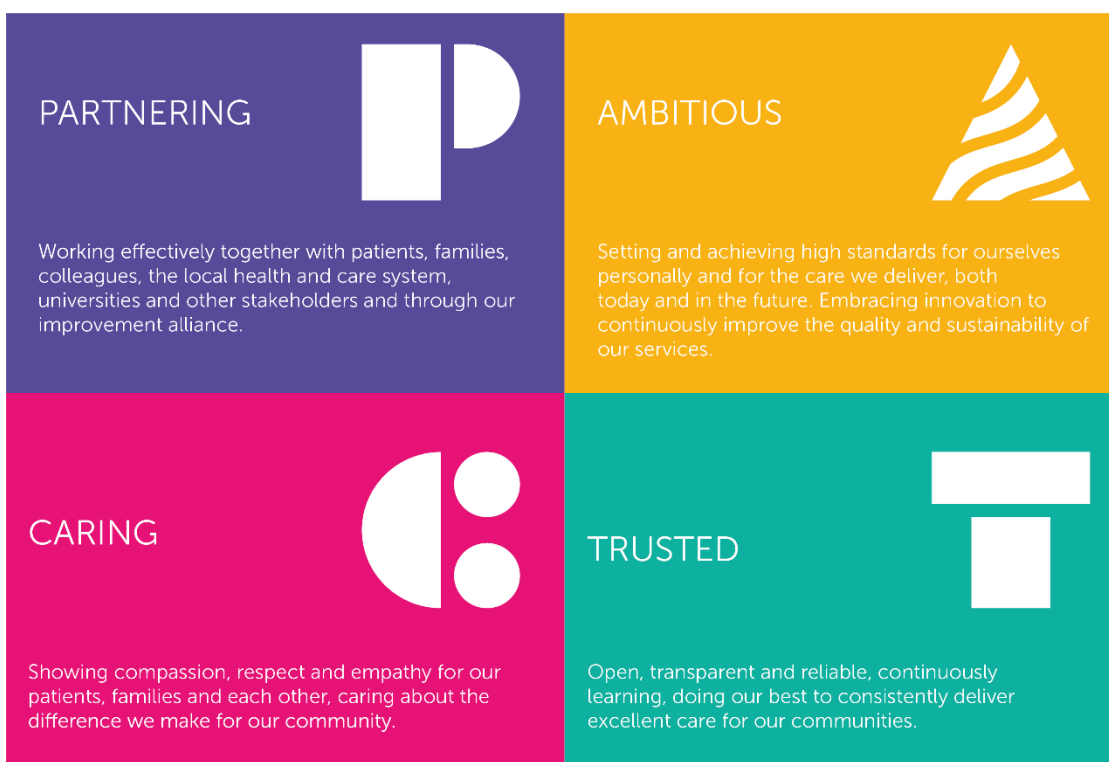 PARTNERING
P
Working effectively together with patients, families,
colleagues, the local health and care system,
universities and other stakeholders and through our
improvement alliance.
AMBITIOUS
A
Setting and achieving high standards for ourselves
personally and for the care we deliver, both
today and in the future. Embracing innovation to
continuously improve the quality and sustainability of
our services.
CARING
C
Showing compassion, respect and empathy for our
patients, families and each other, caring about the
difference we make for our community.
TRUSTED
T
Open, transparent and reliable, continuously
learning, doing our best to consistently deliver
excellent care for our communities.